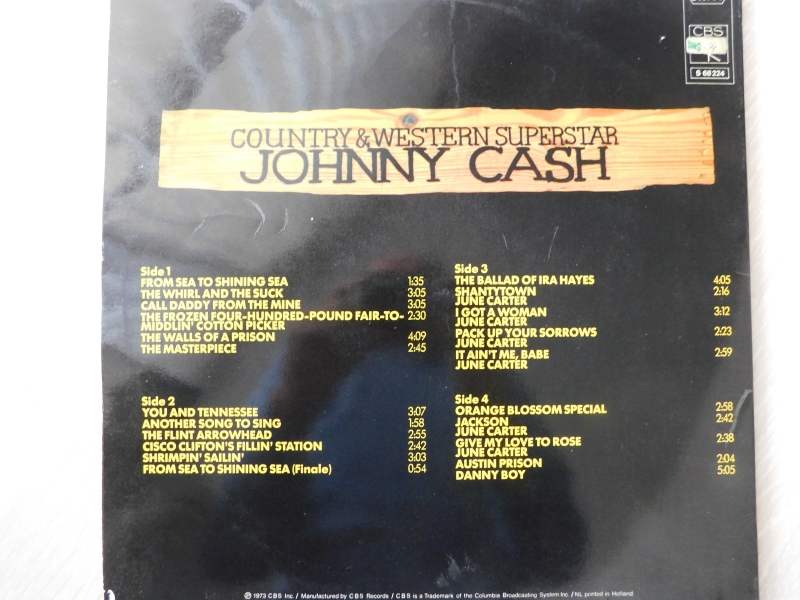 CBS
S 68 224
COUNTRY & WESTERN SUPERSTAR
JOHNNY CASH
Side 1
FROM SEA TO SHINING SEA 1:35
THE WHIRL AND THE SUCK 3:05
CALL DADDY FROM THE MINE 3:05
THE FROZEN FOUR-HUNDRED-POUND FAIR-TO- 2:30
MIDDLIN' COTTON PICKER
THE WALLS OF A PRISON 4:09
THE MASTERPIECE 2:45
Side 2
YOU AND TENNESSEE 3:07
ANOTHER SONG TO SING 1:58
THE FLINT ARROWHEAD 2:55
CISCO CLIFTON'S FILLIN' STATION 2:42
SHRIMPIN' SAILIN' 3:03
FROM SEA TO SHINING SEA (Finale) 0:54
Side 3
THE BALLAD OF IRA HAYES 4:05
SHANTYTOWN 2:16
JUNE CARTER
I GOT A WOMAN 3:12
JUNE CARTER
PACK UP YOUR SORROWS 2:23
JUNE CARTER
IT AIN'T ME, BABE 2:59
JUNE CARTER
Side 4
ORANGE BLOSSOM SPECIAL 2:58
JACKSON 2:42
JUNE CARTER
GIVE MY LOVE TO ROSE 2:38
JUNE CARTER
AUSTIN PRISON 2:04
DANNY BOY 5:05
℗ 1973 CBS Inc. / Manufactured by CBS Records / CBS is a Trademark of the Columbia Broadcasting System Inc. / NL printed in Holland